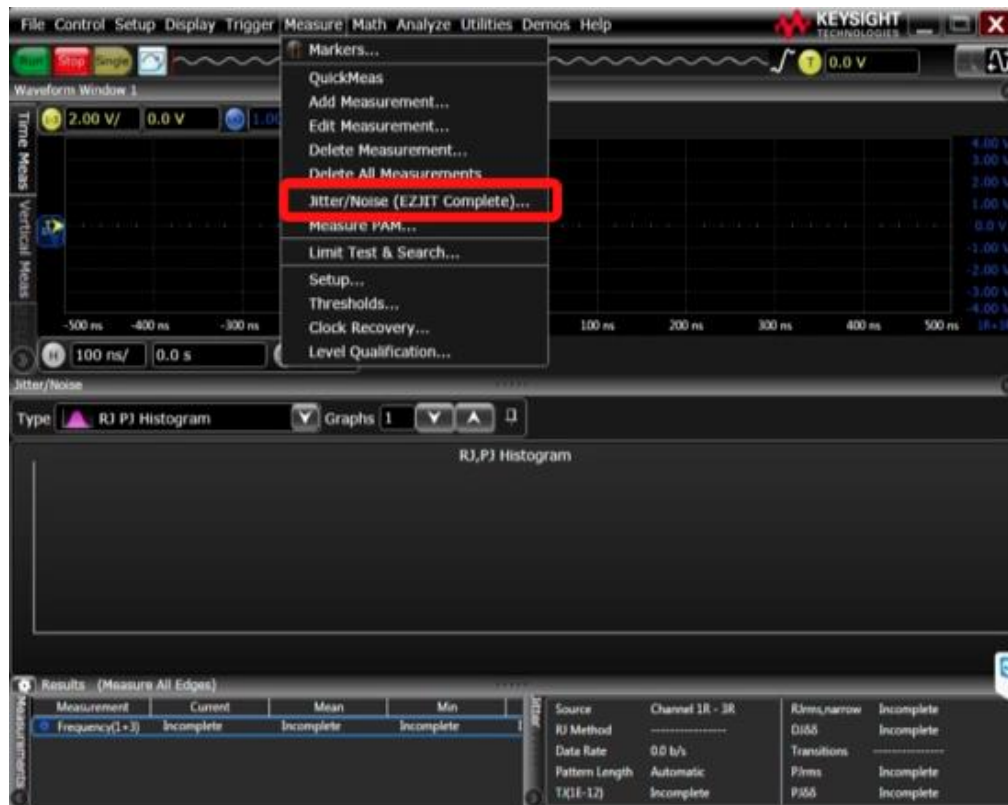 File Control Setup Display Trigger Measure Math Analyze Utilities Demos Help
KEYSIGHT
TECHNOLOGIES
Run Stop Single
T 0.0 V
Waveform Window 1
2.00 V/ 0.0 V
Markers...
QuickMeas
Add Measurement...
Edit Measurement...
Delete Measurement...
Delete All Measurements
Jitter/Noise (EZJIT Complete)...
Measure PAM...
Limit Test & Search...
Setup...
Thresholds...
Clock Recovery...
Level Qualification...
Time Meas
Vertical Meas
4.00 V
3.00 V
2.00 V
1.00 V
0.0 V
-1.00 V
-2.00 V
-3.00 V
-4.00 V
-500 ns -400 ns -300 ns 100 ns 200 ns 300 ns 400 ns 500 ns
H 100 ns/ 0.0 s
Jitter/Noise
Type RJ PJ Histogram Graphs 1
RJ,PJ Histogram
Results (Measure All Edges)
Measurements
Measurement Current Mean Min
Frequency(1+3) Incomplete Incomplete Incomplete
Jitter
Source Channel 1R - 3R RJrms,narrow Incomplete
RJ Method ---------------- DJδδ Incomplete
Data Rate 0.0 b/s Transitions ----------------
Pattern Length Automatic PJrms Incomplete
TJ(1E-12) Incomplete PJδδ Incomplete